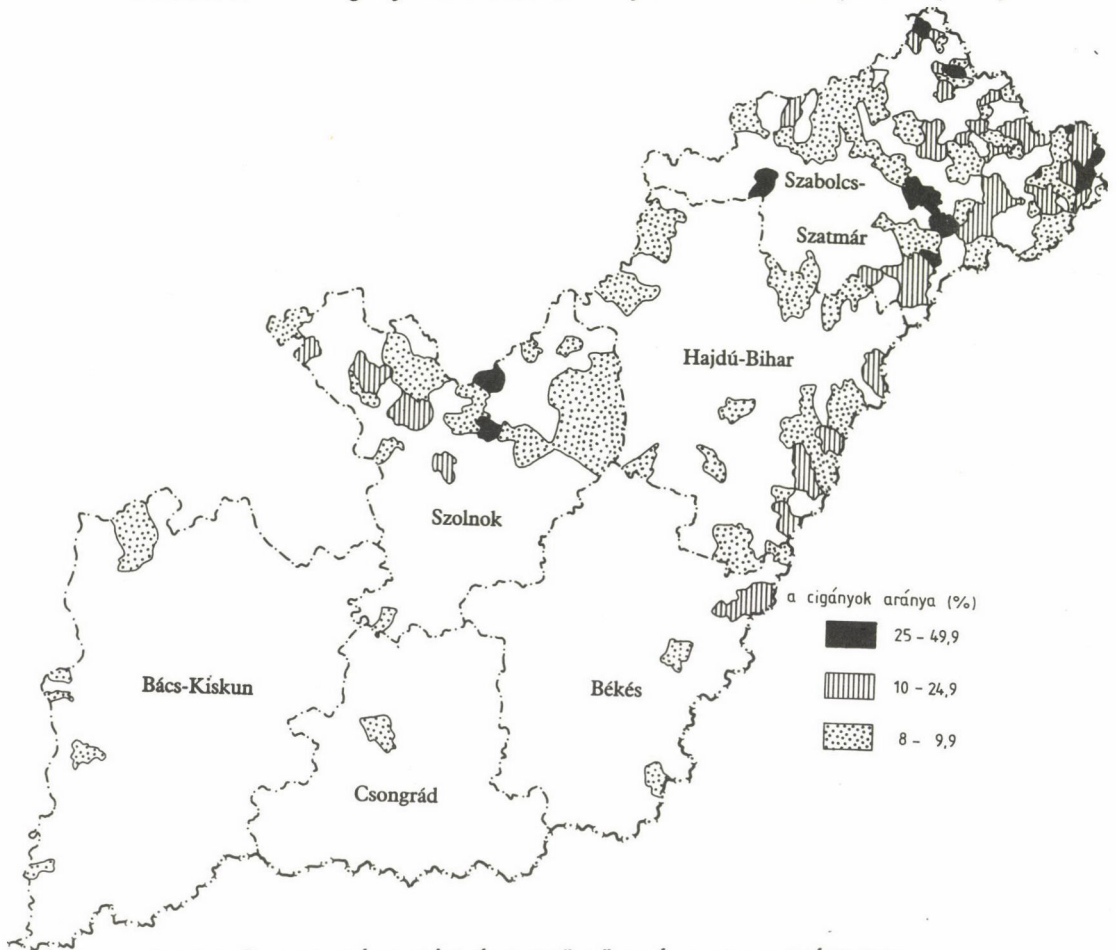 Szabolcs-
Szatmár
Hajdú-Bihar
Szolnok
a cigányok aránya (%)
25 – 49,9
10 – 24,9
8 – 9,9
Bács-Kiskun
Békés
Csongrád